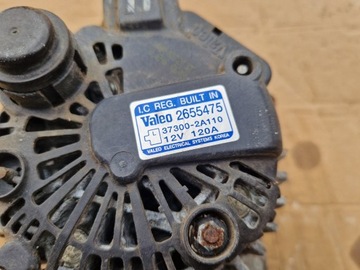 I.C REG. BUILT IN
Valeo 2655475
37300-2A110
12V 120A
VALEO ELECTRICAL SYSTEMS KOREA